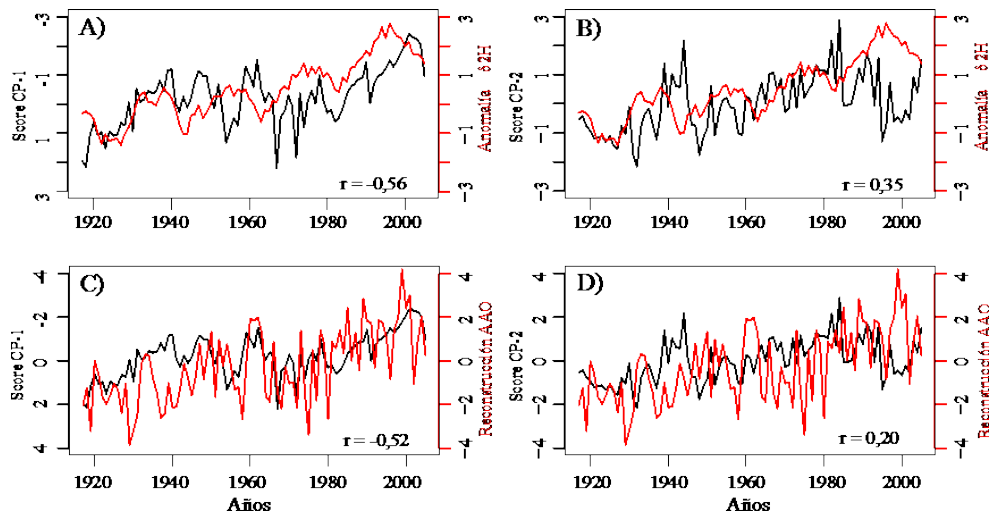 A)
-3
-1
1
3
Score CP-1
3
1
−1
−3
Anomalía δ 2H
r = -0,56
1920 1940 1960 1980 2000
B)
3
1
−1
−3
Score CP-2
3
1
−1
−3
Anomalía δ 2H
r = 0,35
1920 1940 1960 1980 2000
C)
-4
-2
0
2
4
Score CP-1
4
2
0
−2
−4
Reconstrucción AAO
r = -0,52
1920 1940 1960 1980 2000
Años
D)
4
2
0
−2
−4
Score CP-2
4
2
0
−2
−4
Reconstrucción AAO
r = 0,20
1920 1940 1960 1980 2000
Años